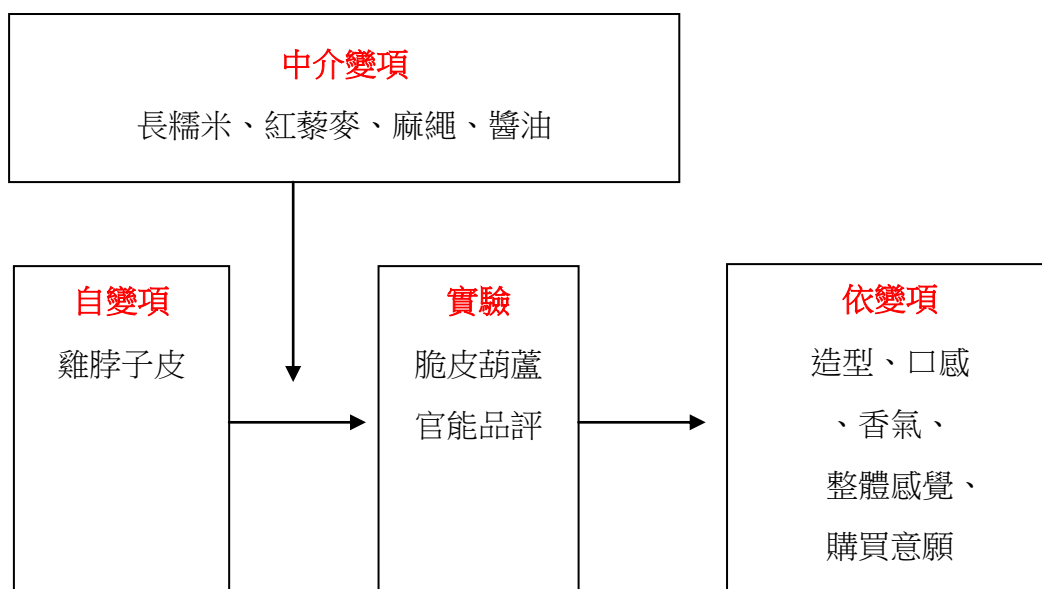 中介變項
長糯米、紅藜麥、麻繩、醬油
自變項
雞脖子皮
實驗
脆皮葫蘆
官能品評
依變項
造型、口感
、香氣、
整體感覺、
購買意願